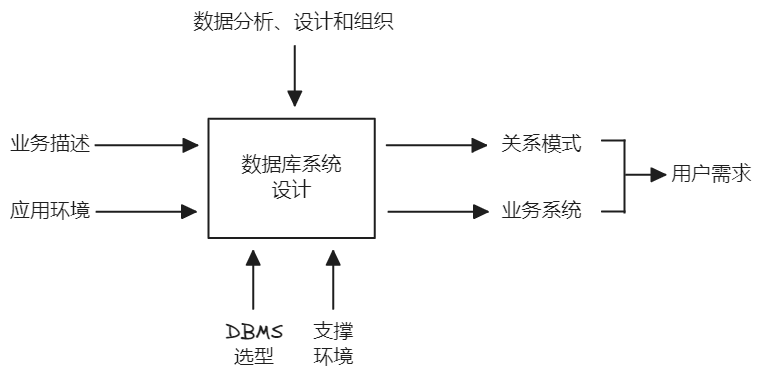 数据分析、设计和组织
业务描述
数据库系统
设计
关系模式
用户需求
应用环境
业务系统
DBMS
选型
支撑
环境